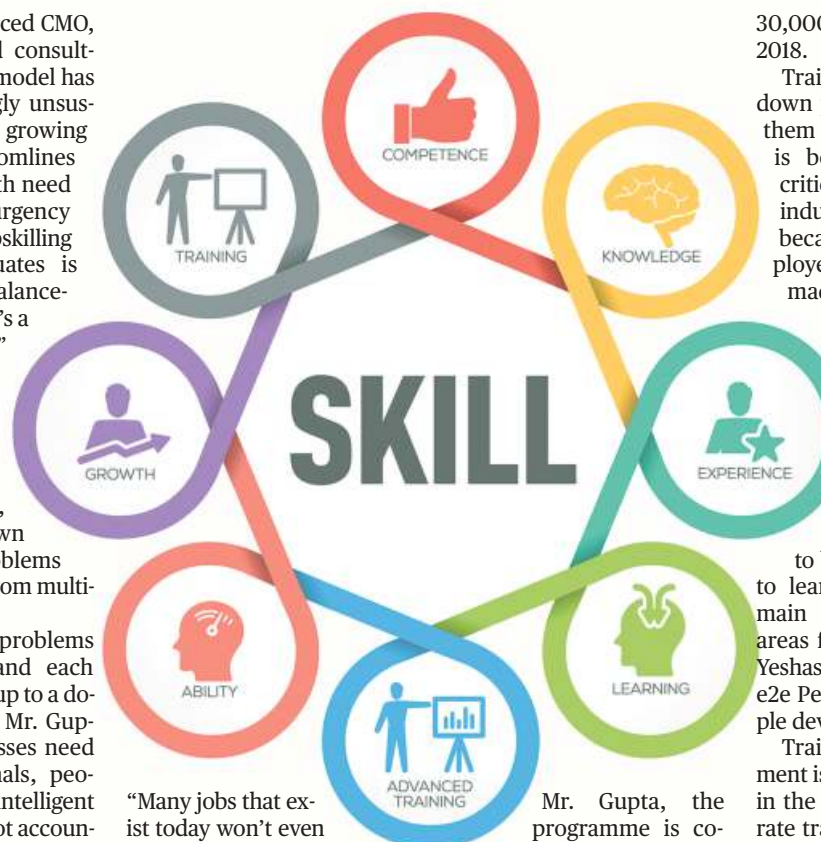 ced CMO,
l consult-
model has
gly unsus-
growing
omlines
th need
urgency
pskilling
uates is
alance-
’s a
”
,
wn
oblems
om multi-
problems
and each
up to a do-
Mr. Gup-
sses need
nals, peo-
intelligent
ot accoun-
COMPETENCE
TRAINING
KNOWLEDGE
GROWTH
SKILL
EXPERIENCE
ABILITY
LEARNING
ADVANCED
TRAINING
“Many jobs that ex-
ist today won’t even
Mr. Gupta, the
programme is co-
30,000
2018.
Trai
down
them
is be
critic
indu
beca
ploye
mac
to
to lear
main
areas f
Yeshas
e2e Pe
ple dev
Trai
ment is
in the
rate tra